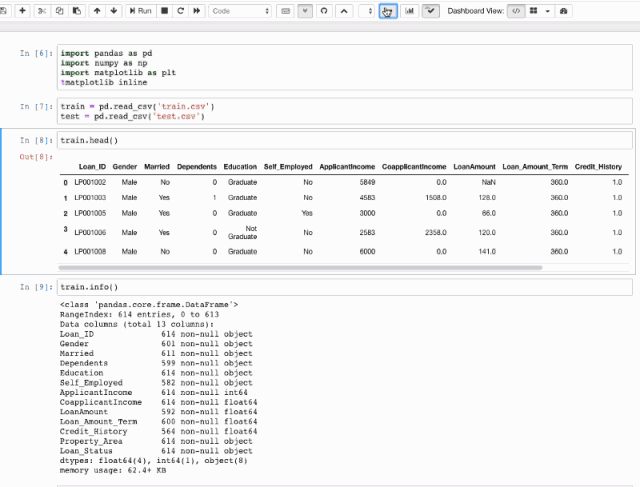 Run
Code
Dashboard View:
In [6]: import pandas as pd
import numpy as np
import matplotlib as plt
%matplotlib inline
In [7]: train = pd.read_csv('train.csv')
test = pd.read_csv('test.csv')
In [8]: train.head()
Out[8]:
Loan_ID Gender Married Dependents Education Self_Employed ApplicantIncome CoapplicantIncome LoanAmount Loan_Amount_Term Credit_History
0 LP001002 Male No 0 Graduate No 5849 0.0 NaN 360.0 1.0
1 LP001003 Male Yes 1 Graduate No 4583 1508.0 128.0 360.0 1.0
2 LP001005 Male Yes 0 Graduate Yes 3000 0.0 66.0 360.0 1.0
3 LP001006 Male Yes 0 Not Graduate No 2583 2358.0 120.0 360.0 1.0
4 LP001008 Male No 0 Graduate No 6000 0.0 141.0 360.0 1.0
In [9]: train.info()
<class 'pandas.core.frame.DataFrame'>
RangeIndex: 614 entries, 0 to 613
Data columns (total 13 columns):
Loan_ID 614 non-null object
Gender 601 non-null object
Married 611 non-null object
Dependents 599 non-null object
Education 614 non-null object
Self_Employed 582 non-null object
ApplicantIncome 614 non-null int64
CoapplicantIncome 614 non-null float64
LoanAmount 592 non-null float64
Loan_Amount_Term 600 non-null float64
Credit_History 564 non-null float64
Property_Area 614 non-null object
Loan_Status 614 non-null object
dtypes: float64(4), int64(1), object(8)
memory usage: 62.4+ KB